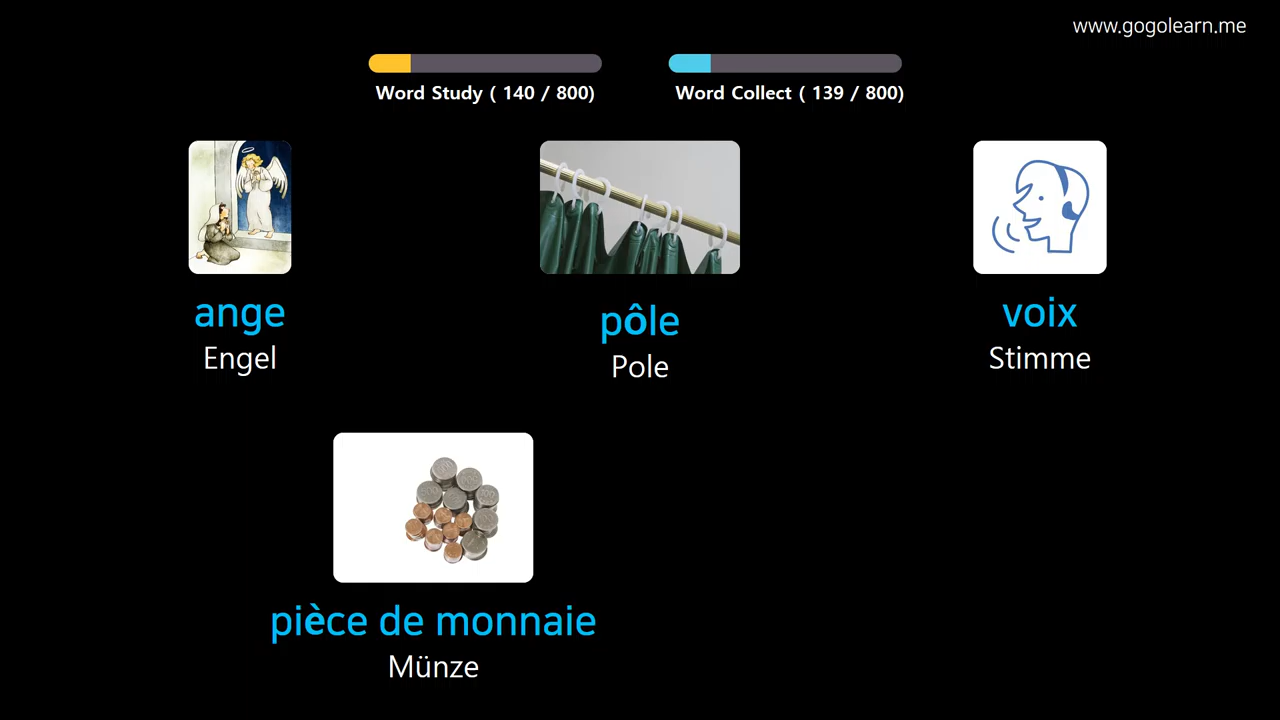 www.gogolearn.me
Word Study ( 140 / 800)
Word Collect ( 139 / 800)
ange
Engel
pôle
Pole
voix
Stimme
pièce de monnaie
Münze